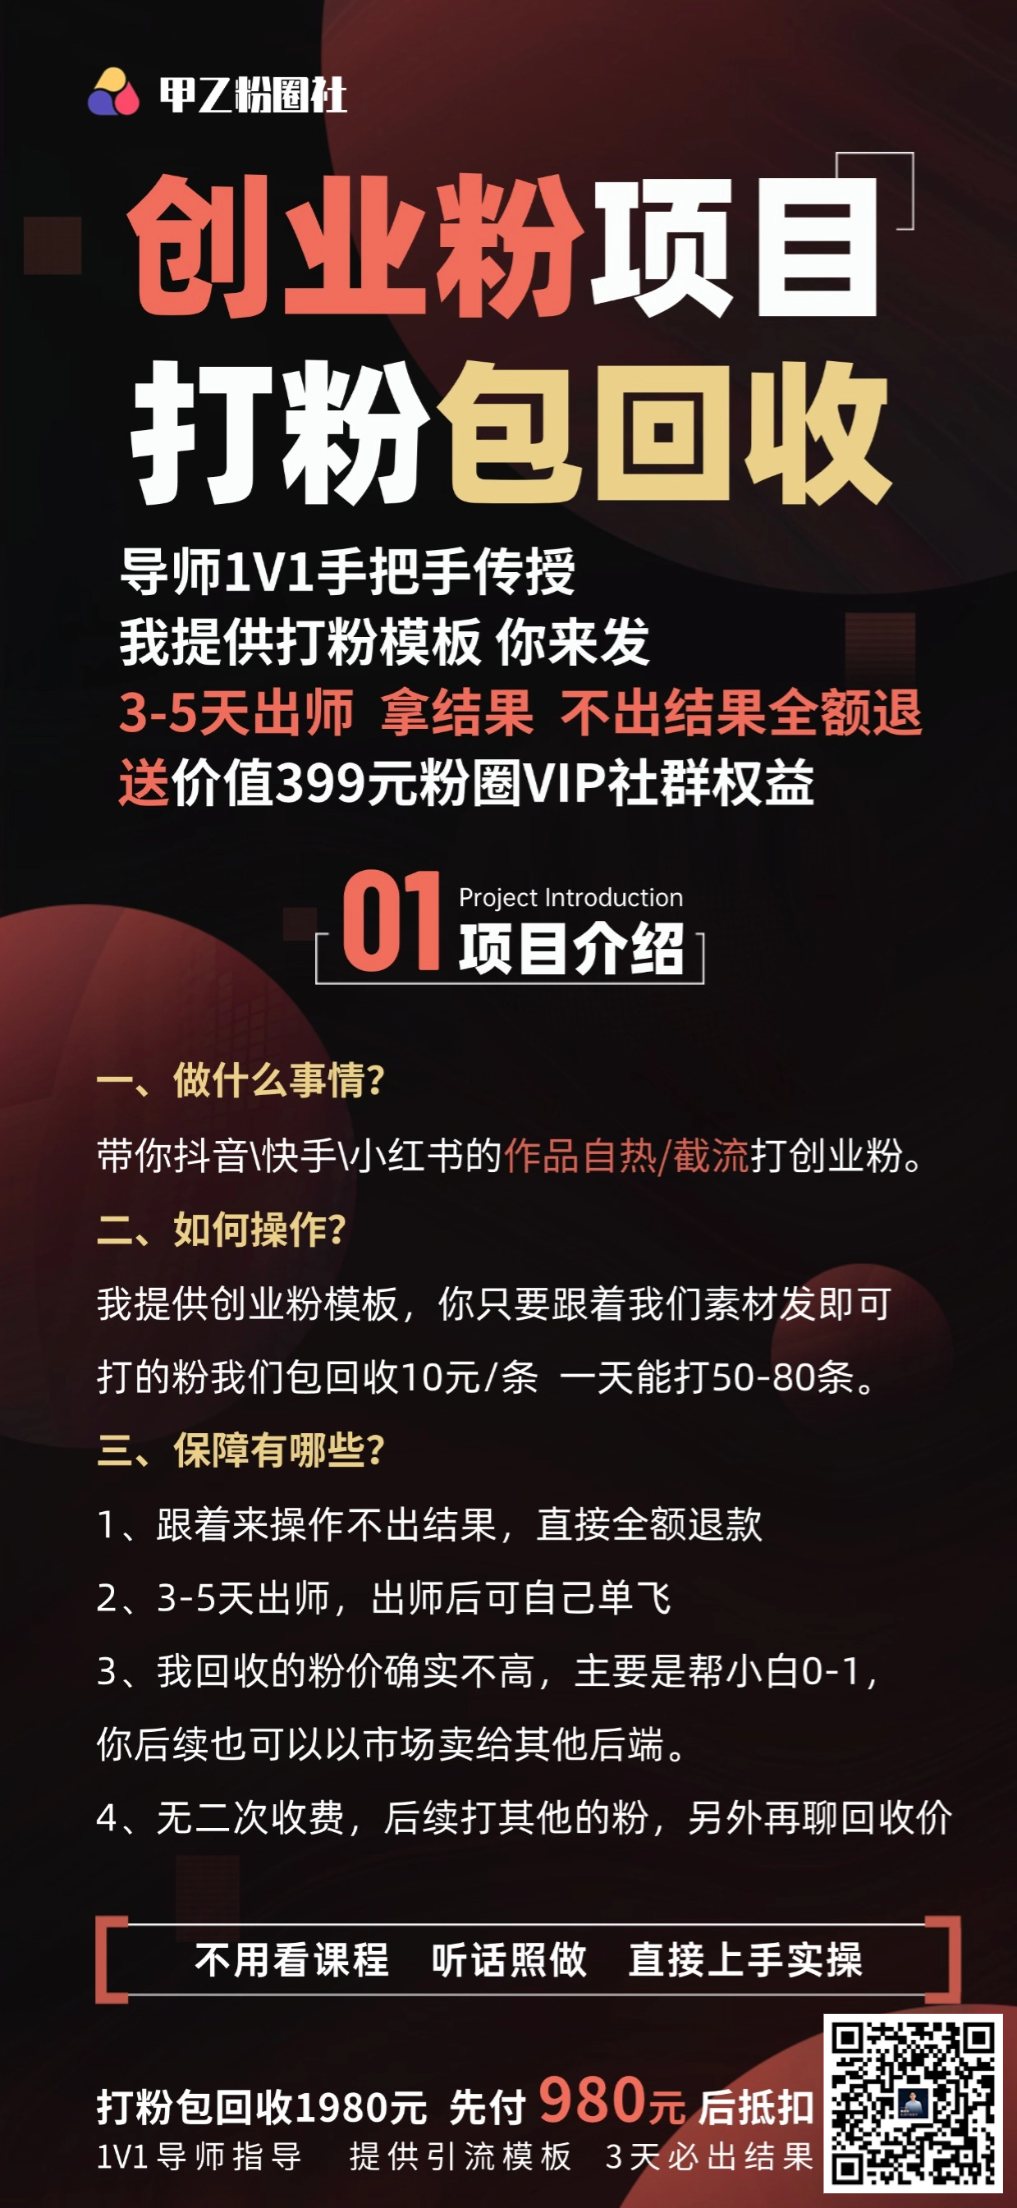 甲乙粉圈社
创业粉项目
打粉包回收
导师1V1手把手传授
我提供打粉模板 你来发
3-5天出师 拿结果 不出结果全额退
送价值399元粉圈VIP社群权益
01 Project Introduction
项目介绍
一、做什么事情？
带你抖音\快手\小红书的作品自热/截流打创业粉。
二、如何操作？
我提供创业粉模板，你只要跟着我们素材发即可
打的粉我们包回收10元/条 一天能打50-80条。
三、保障有哪些？
1、跟着来操作不出结果，直接全额退款
2、3-5天出师，出师后可自己单飞
3、我回收的粉价确实不高，主要是帮小白0-1，
你后续也可以以市场卖给其他后端。
4、无二次收费，后续打其他的粉，另外再聊回收价
不用看课程 听话照做 直接上手实操
打粉包回收1980元 先付 980元 后抵扣
1V1导师指导 提供引流模板 3天必出结果